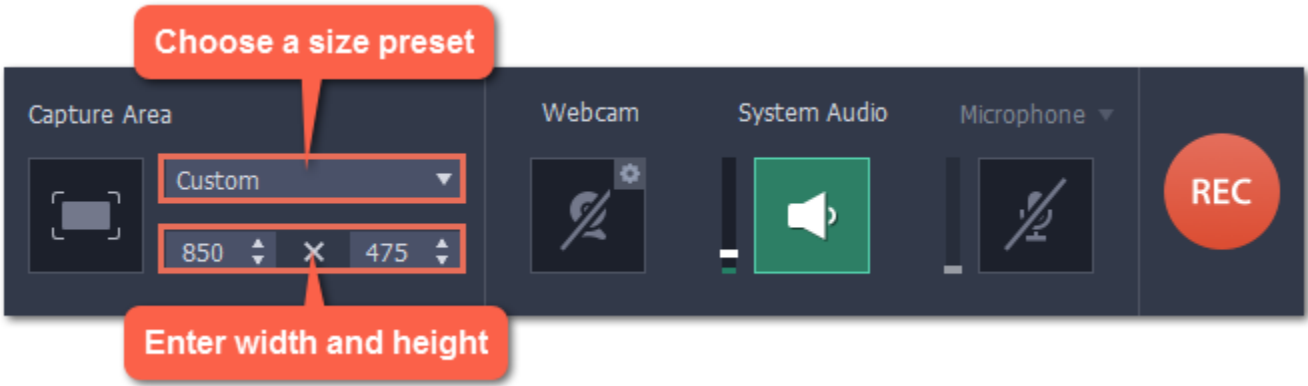 Choose a size preset
Capture Area
Webcam
System Audio
Microphone
Custom
850 × 475
REC
Enter width and height